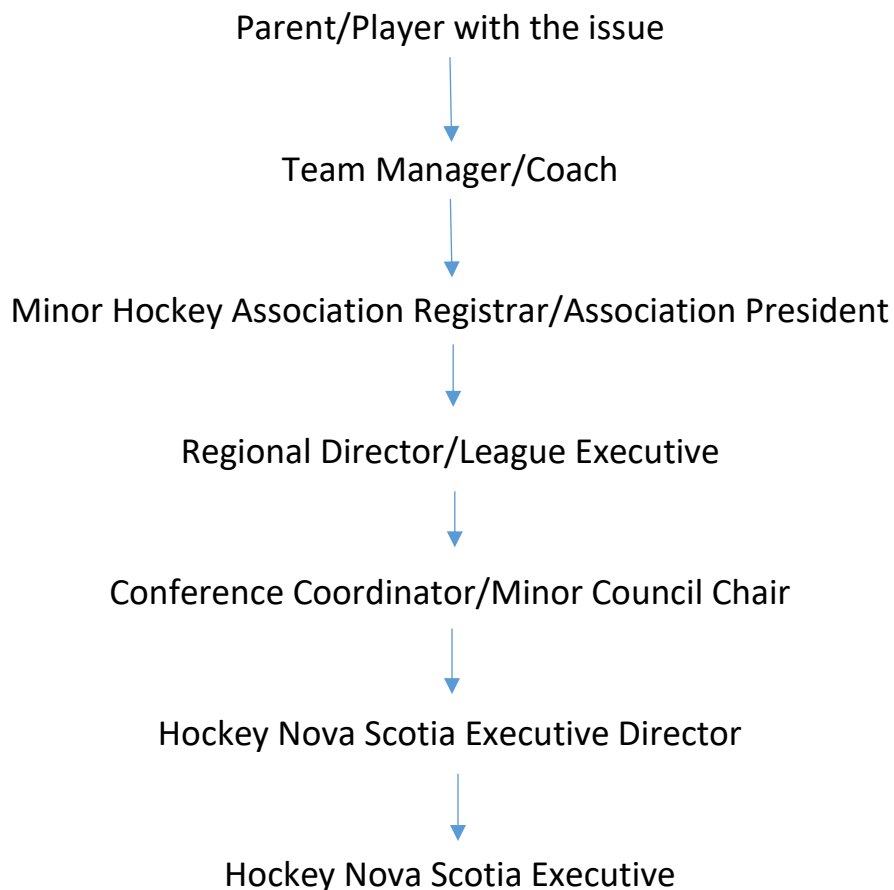 Parent/Player with the issue
Team Manager/Coach
Minor Hockey Association Registrar/Association President
Regional Director/League Executive
Conference Coordinator/Minor Council Chair
Hockey Nova Scotia Executive Director
Hockey Nova Scotia Executive